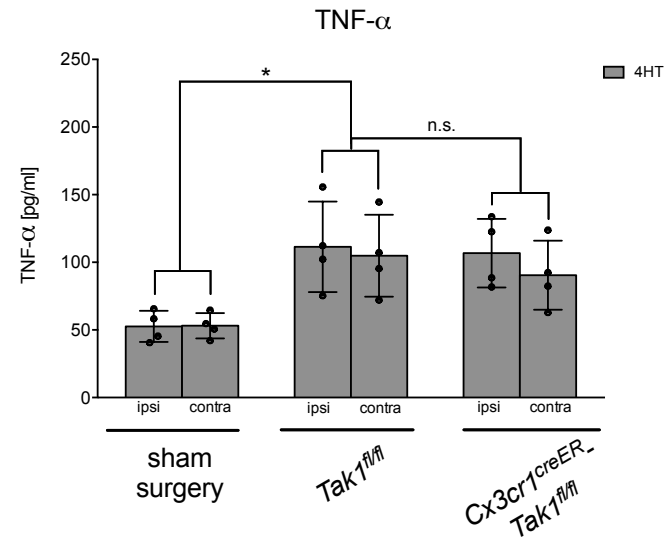 TNF-α
250
200
150
100
50
0
TNF-α [pg/ml]
*
n.s.
4HT
ipsi contra ipsi contra ipsi contra
sham
surgery
Tak1fl/fl
Cx3cr1creER-
Tak1fl/fl